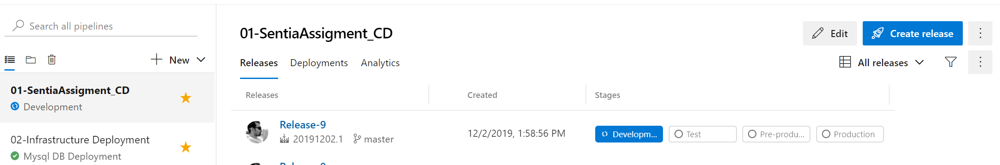 Search all pipelines
New
01-SentiaAssigment_CD
Development
02-Infrastructure Deployment
Mysql DB Deployment
01-SentiaAssigment_CD
Edit
Create release
Releases Deployments Analytics
All releases
Releases Created Stages
Release-9
20191202.1 master
12/2/2019, 1:58:56 PM
Developm... Test Pre-produ... Production